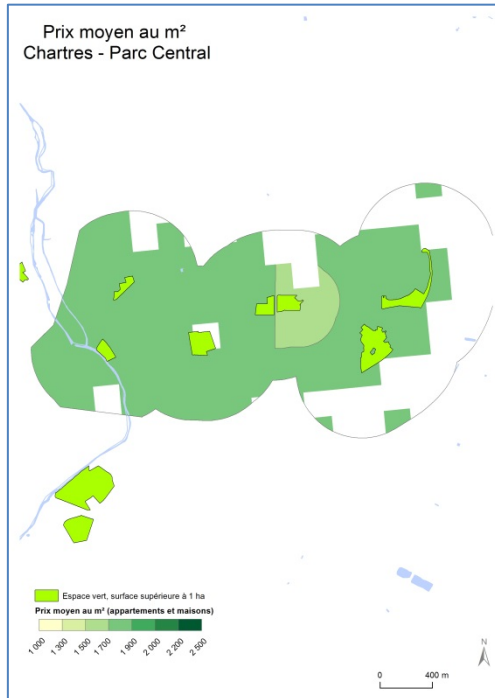 Prix moyen au m²
Chartres - Parc Central
Espace vert, surface supérieure à 1 ha
Prix moyen au m² (appartements et maisons)
1 000
1 300
1 500
1 700
1 900
2 000
2 200
2 500
N
0 400 m